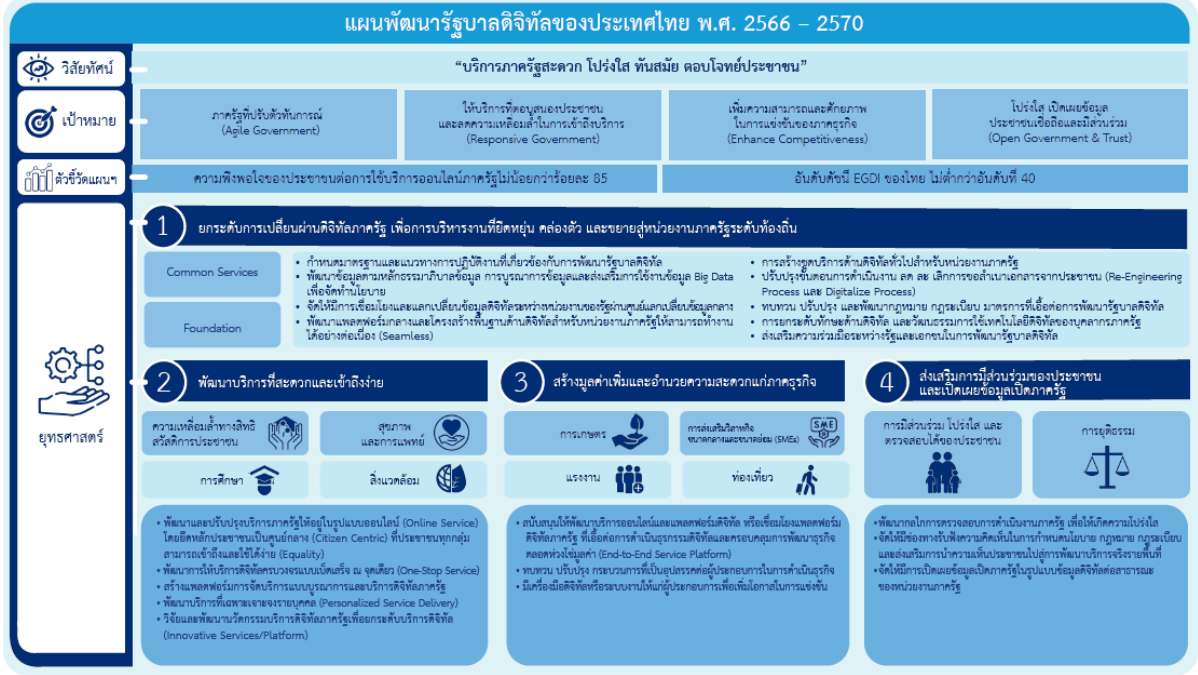 แผนพัฒนารัฐบาลดิจิทัลของประเทศไทย พ.ศ. 2566 – 2570
วิสัยทัศน์
“บริการภาครัฐสะดวก โปร่งใส ทันสมัย ตอบโจทย์ประชาชน”
เป้าหมาย
ภาครัฐที่ปรับตัวทันการณ์
(Agile Government)
ให้บริการที่ตอบสนองประชาชน
และลดความเหลื่อมล้ำในการเข้าถึงบริการ
(Responsive Government)
เพิ่มความสามารถและศักยภาพ
ในการแข่งขันของภาคธุรกิจ
(Enhance Competitiveness)
โปร่งใส เปิดเผยข้อมูล
ประชาชนเชื่อถือและมีส่วนร่วม
(Open Government & Trust)
ตัวชี้วัดแผนฯ
ความพึงพอใจของประชาชนต่อการใช้บริการออนไลน์ภาครัฐไม่น้อยกว่าร้อยละ 85
อันดับดัชนี EGDI ของไทย ไม่ต่ำกว่าอันดับที่ 40
ยุทธศาสตร์
1 ยกระดับการเปลี่ยนผ่านดิจิทัลภาครัฐ เพื่อการบริหารงานที่ยืดหยุ่น คล่องตัว และขยายสู่หน่วยงานภาครัฐระดับท้องถิ่น
Common Services
Foundation
• กำหนดมาตรฐานและแนวทางการปฏิบัติงานที่เกี่ยวข้องกับการพัฒนารัฐบาลดิจิทัล
• พัฒนาข้อมูลตามหลักธรรมาภิบาลข้อมูล การบูรณาการข้อมูลและส่งเสริมการใช้งานข้อมูล Big Data
เพื่อจัดทำนโยบาย
• จัดให้มีการเชื่อมโยงและแลกเปลี่ยนข้อมูลดิจิทัลระหว่างหน่วยงานของรัฐผ่านศูนย์แลกเปลี่ยนข้อมูลกลาง
• พัฒนาแพลตฟอร์มกลางและโครงสร้างพื้นฐานด้านดิจิทัลสำหรับหน่วยงานภาครัฐให้สามารถทำงาน
ได้อย่างต่อเนื่อง (Seamless)
• การสร้างชุดบริการด้านดิจิทัลทั่วไปสำหรับหน่วยงานภาครัฐ
• ปรับปรุงขั้นตอนการดำเนินงาน ลด ละ เลิกการขอสำเนาเอกสารจากประชาชน (Re-Engineering
Process และ Digitalize Process)
• ทบทวน ปรับปรุง และพัฒนากฎหมาย กฎระเบียบ มาตรการที่เอื้อต่อการพัฒนารัฐบาลดิจิทัล
• การยกระดับทักษะด้านดิจิทัล และวัฒนธรรมการใช้เทคโนโลยีดิจิทัลของบุคลากรภาครัฐ
• ส่งเสริมความร่วมมือระหว่างรัฐและเอกชนในการพัฒนารัฐบาลดิจิทัล
2 พัฒนาบริการที่สะดวกและเข้าถึงง่าย
ความเหลื่อมล้ำทางสิทธิ
สวัสดิการประชาชน
สุขภาพ
และการแพทย์
การศึกษา
สิ่งแวดล้อม
• พัฒนาและปรับปรุงบริการภาครัฐให้อยู่ในรูปแบบออนไลน์ (Online Service)
โดยยึดหลักประชาชนเป็นศูนย์กลาง (Citizen Centric) ที่ประชาชนทุกกลุ่ม
สามารถเข้าถึงและใช้ได้ง่าย (Equality)
• พัฒนาการให้บริการดิจิทัลครบวงจรแบบเบ็ดเสร็จ ณ จุดเดียว (One-Stop Service)
• สร้างแพลตฟอร์มการจัดบริการแบบบูรณาการและบริการดิจิทัล
• พัฒนาบริการที่เฉพาะเจาะจงรายบุคคล (Personalized Service Delivery)
• วิจัยและพัฒนานวัตกรรมบริการดิจิทัลภาครัฐเพื่อยกระดับบริการดิจิทัล
(Innovative Services/Platform)
3 สร้างมูลค่าเพิ่มและอำนวยความสะดวกแก่ภาคธุรกิจ
การเกษตร
การส่งเสริมวิสาหกิจ
ขนาดกลางและขนาดย่อม (SMEs)
SME
แรงงาน
ท่องเที่ยว
• สนับสนุนให้พัฒนาบริการออนไลน์และแพลตฟอร์มดิจิทัล หรือเชื่อมโยงแพลตฟอร์ม
ดิจิทัล ที่เอื้อต่อการดำเนินธุรกรรมดิจิทัลและครอบคลุมการพัฒนาธุรกิจ
ตลอดห่วงโซ่มูลค่า (End-to-End Service Platform)
• ทบทวน ปรับปรุง กระบวนการที่เป็นอุปสรรคต่อผู้ประกอบการในการดำเนินธุรกิจ
• มีเครื่องมือดิจิทัลหรือระบบงานให้แก่ผู้ประกอบการเพื่อเพิ่มโอกาสในการแข่งขัน
4 ส่งเสริมการมีส่วนร่วมของประชาชน
และเปิดเผยข้อมูลเปิดภาครัฐ
การมีส่วนร่วม โปร่งใส และ
ตรวจสอบได้ของประชาชน
การยุติธรรม
• พัฒนากลไกการตรวจสอบการดำเนินงานภาครัฐ เพื่อให้เกิดความโปร่งใส
• จัดให้มีช่องทางรับฟังความคิดเห็นในการกำหนดนโยบาย กฎหมาย กฎระเบียบ
และส่งเสริมการนำความเห็นประชาชนไปสู่การพัฒนาบริการจริงรายพื้นที่
• จัดให้มีการเปิดเผยข้อมูลเปิดภาครัฐในรูปแบบข้อมูลดิจิทัลต่อสาธารณะ
ของหน่วยงานภาครัฐ